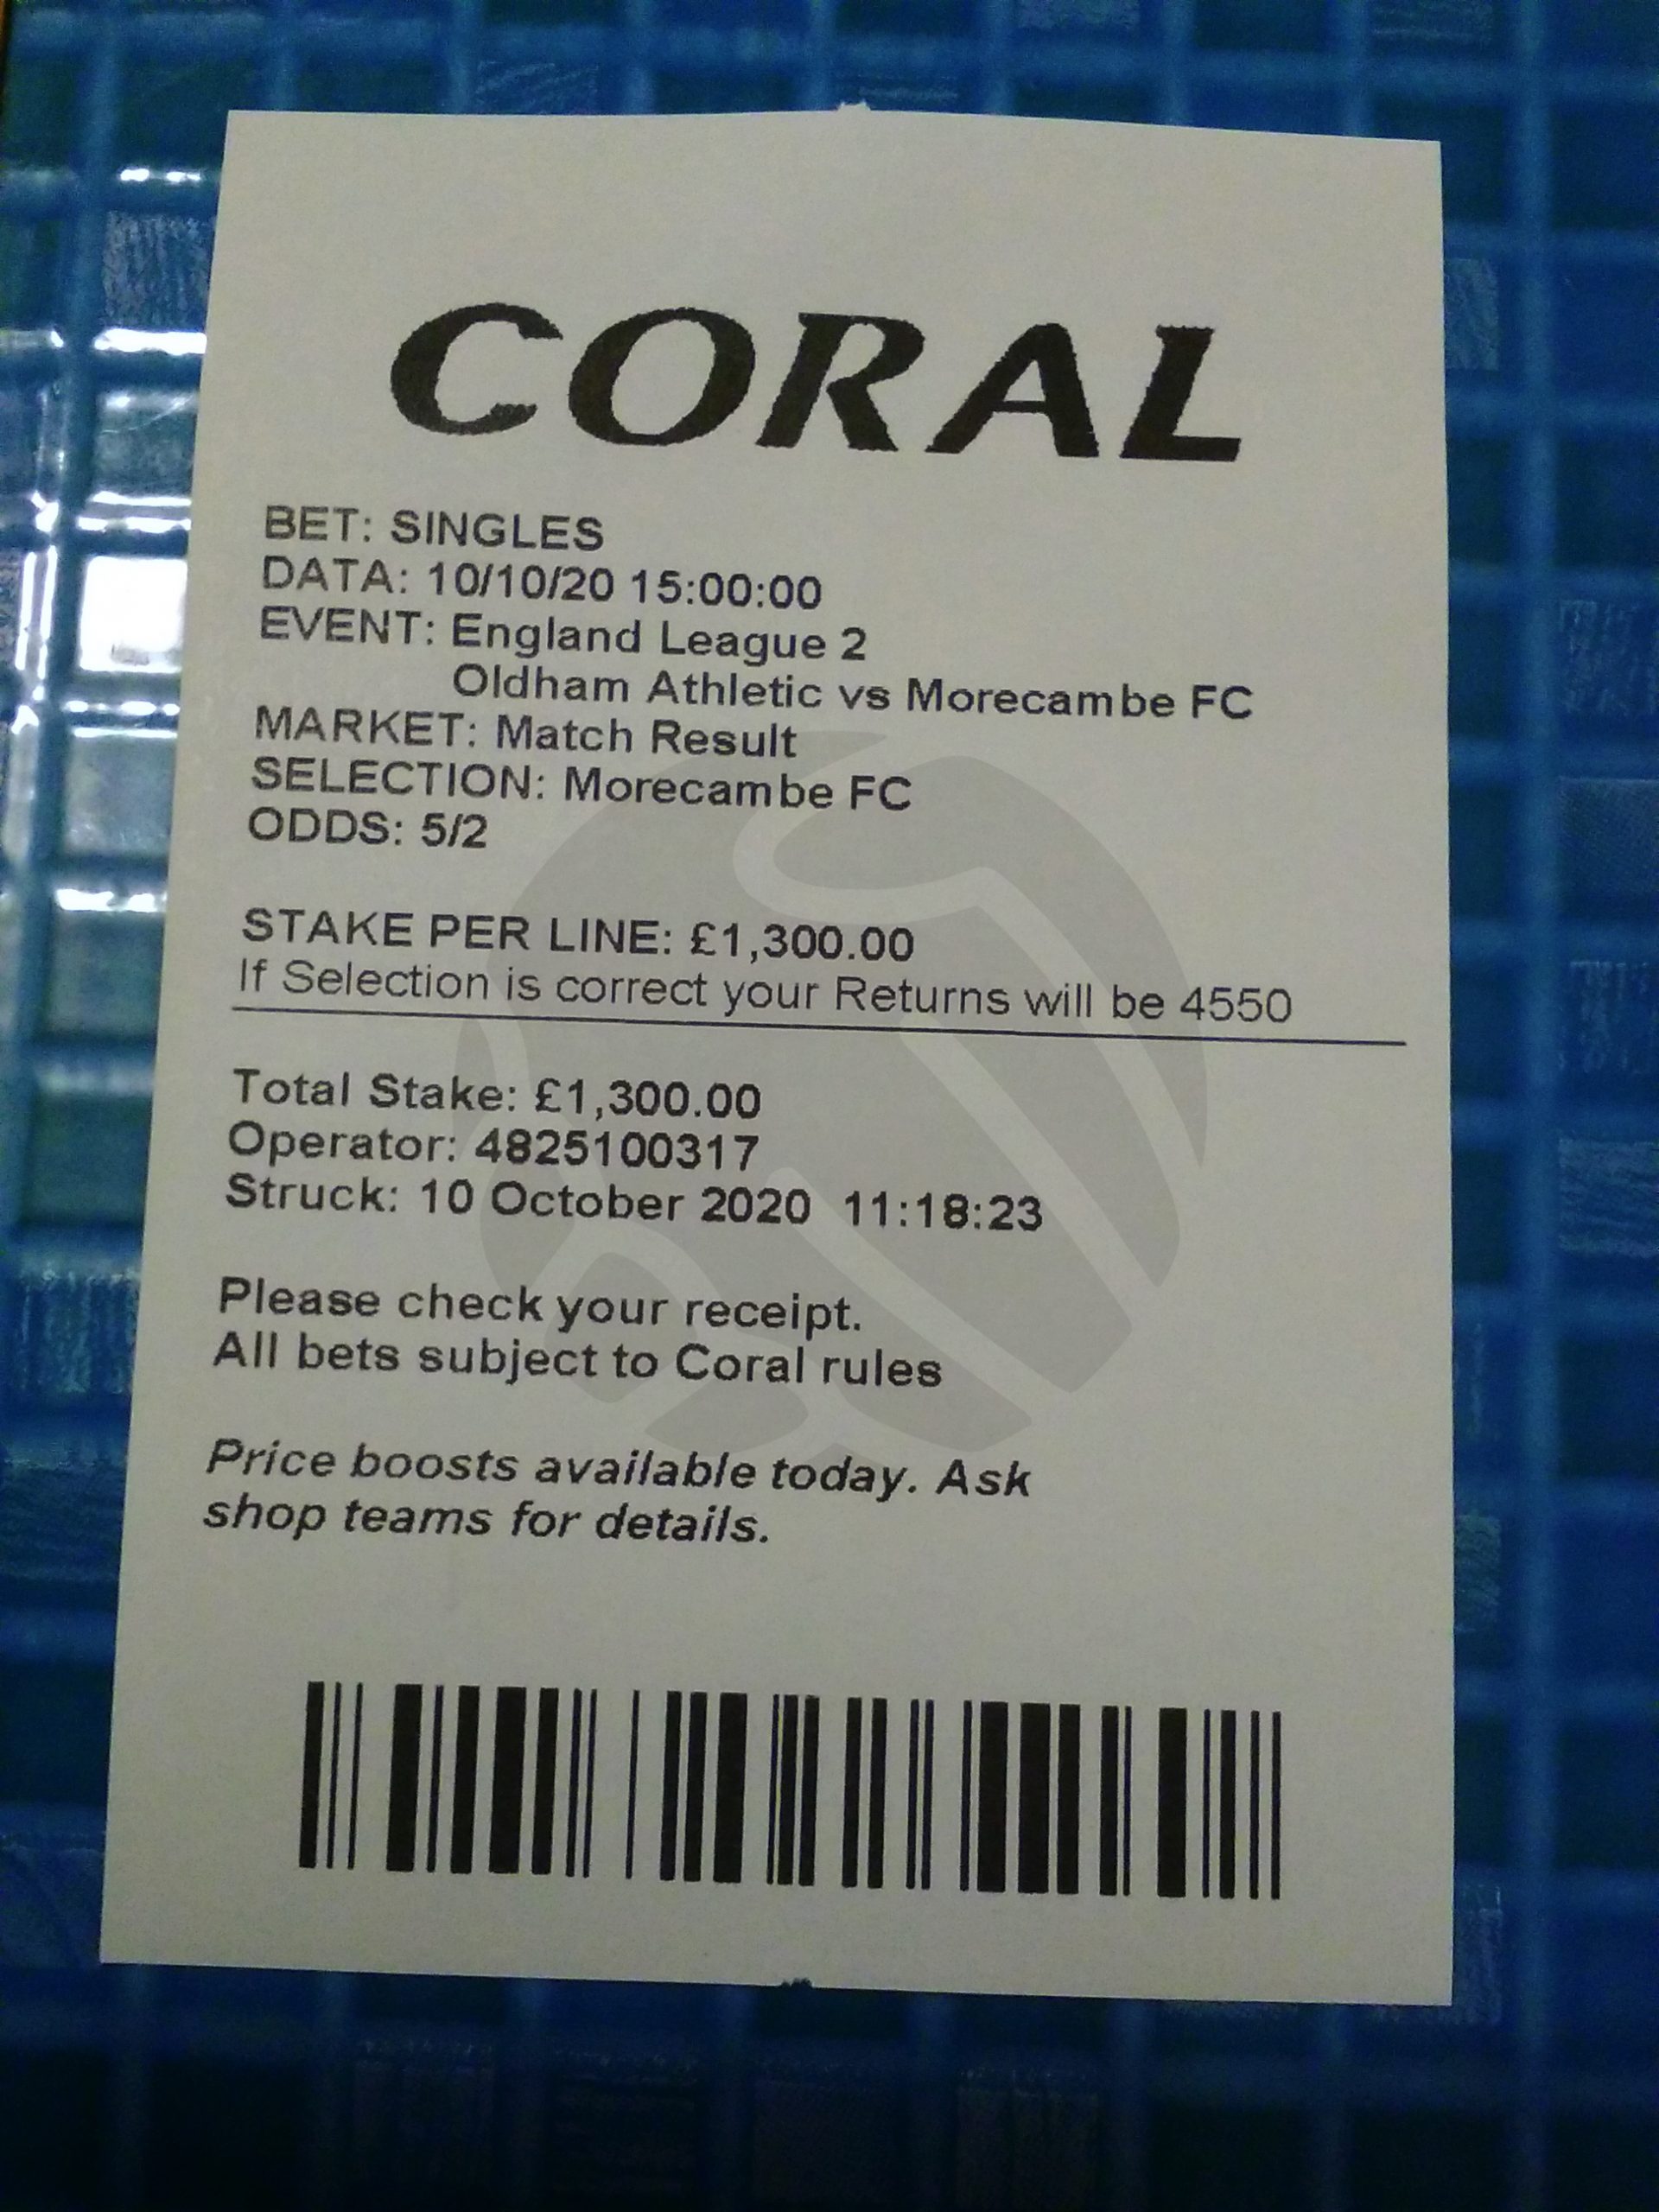 CORAL
BET: SINGLES
DATA: 10/10/20 15:00:00
EVENT: England League 2
Oldham Athletic vs Morecambe FC
MARKET: Match Result
SELECTION: Morecambe FC
ODDS: 5/2
STAKE PER LINE: £1,300.00
If Selection is correct your Returns will be 4550
Total Stake: £1,300.00
Operator: 4825100317
Struck: 10 October 2020 11:18:23
Please check your receipt.
All bets subject to Coral rules
Price boosts available today. Ask
shop teams for details.